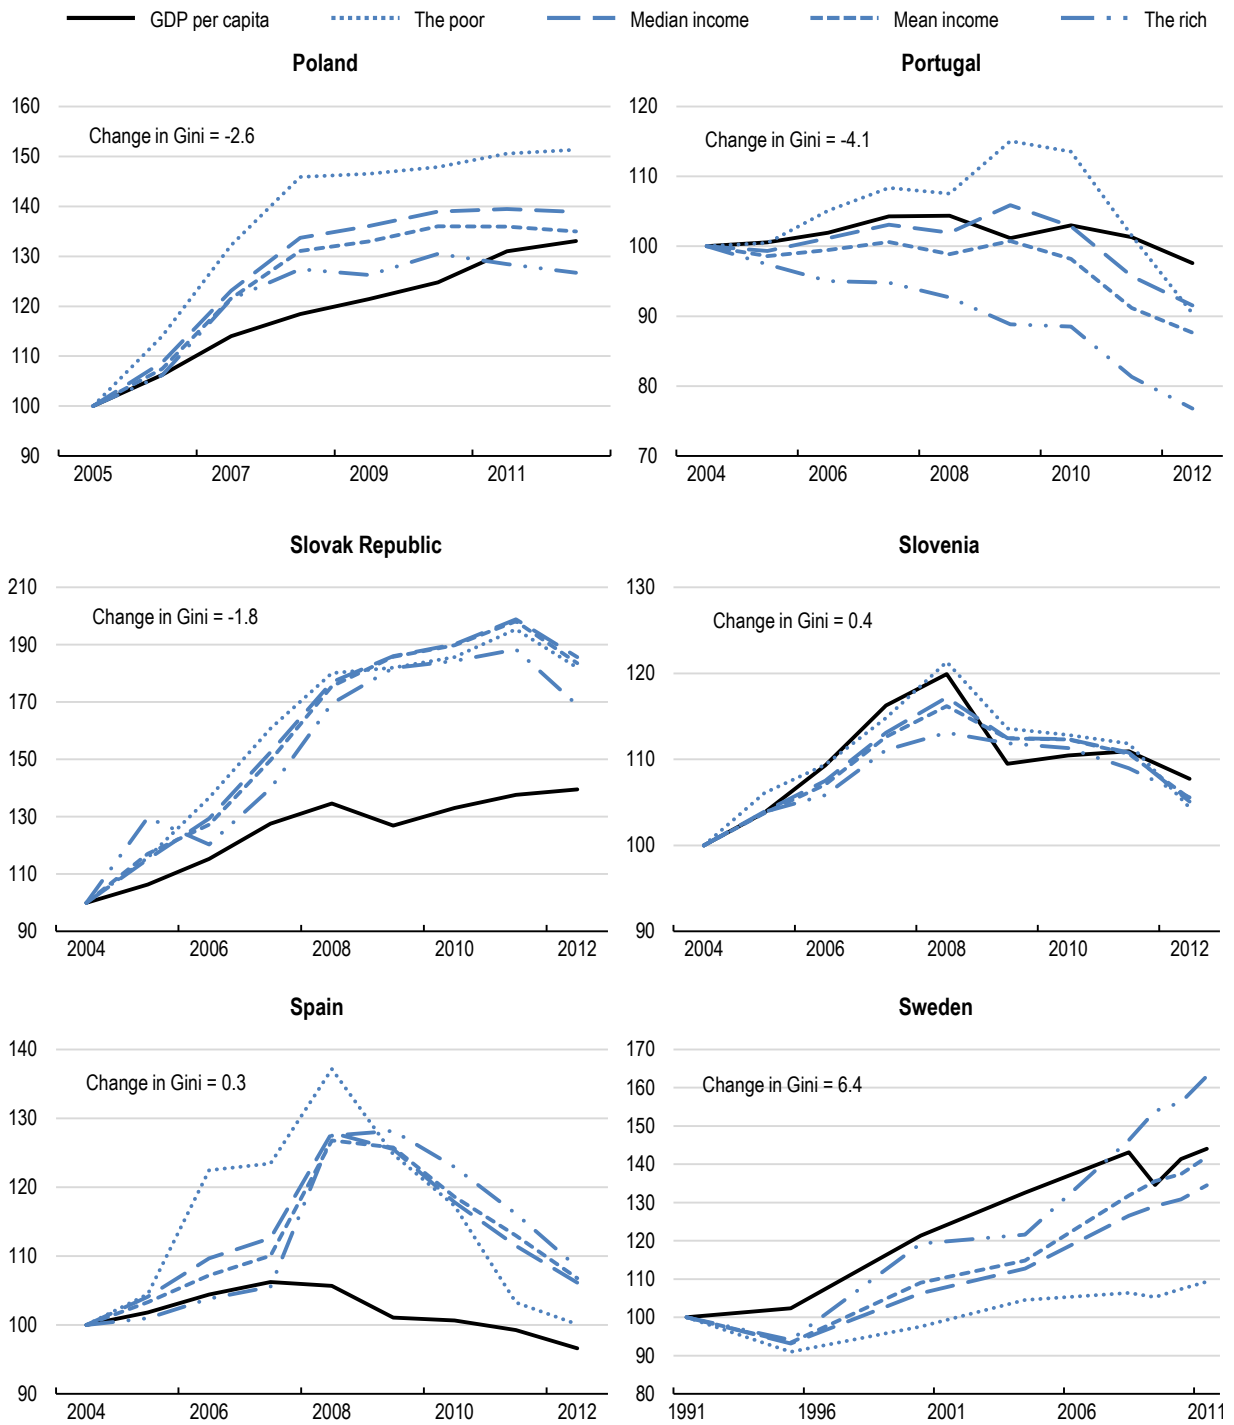 GDP per capita The poor Median income Mean income The rich
Poland
160
150
140
130
120
110
100
90
Change in Gini = -2.6
2005 2007 2009 2011
Portugal
120
110
100
90
80
70
Change in Gini = -4.1
2004 2006 2008 2010 2012
Slovak Republic
210
190
170
150
130
110
90
Change in Gini = -1.8
2004 2006 2008 2010 2012
Slovenia
130
120
110
100
90
Change in Gini = 0.4
2004 2006 2008 2010 2012
Spain
140
130
120
110
100
90
Change in Gini = 0.3
2004 2006 2008 2010 2012
Sweden
170
160
150
140
130
120
110
100
90
80
Change in Gini = 6.4
1991 1996 2001 2006 2011